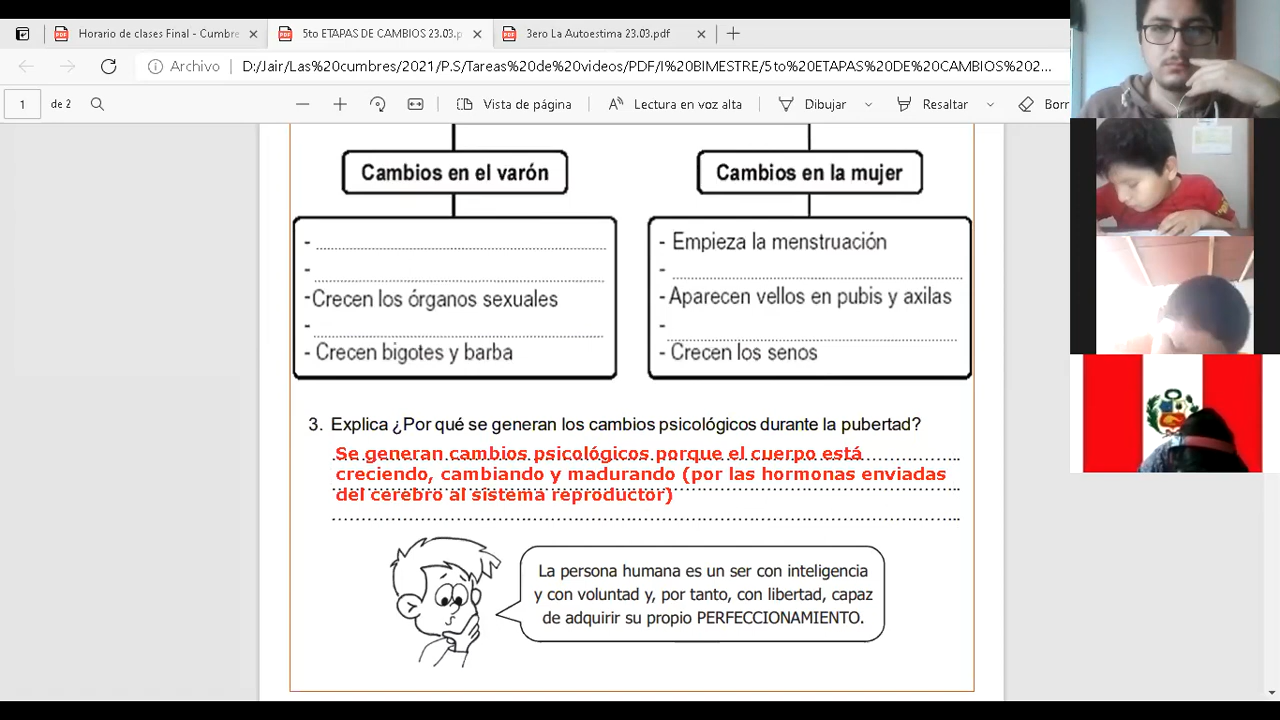 Horario de clases Final - Cumbre
5to ETAPAS DE CAMBIOS 23.03.p
3ero La Autoestima 23.03.pdf
Archivo
D:/Jair/Las%20cumbres/2021/P.S/Tareas%20de%20videos/PDF/I%20BIMESTRE/5to%20ETAPAS%20DE%20CAMBIOS%202...
1 de 2
Vista de página
Lectura en voz alta
Dibujar
Resaltar
Borr
Cambios en el varón
-
-
-Crecen los órganos sexuales
-
- Crecen bigotes y barba
Cambios en la mujer
- Empieza la menstruación
-
- Aparecen vellos en pubis y axilas
-
- Crecen los senos
3. Explica ¿Por qué se generan los cambios psicológicos durante la pubertad?
Se generan cambios psicológicos porque el cuerpo está
creciendo, cambiando y madurando (por las hormonas enviadas
del cerebro al sistema reproductor)
La persona humana es un ser con inteligencia
y con voluntad y, por tanto, con libertad, capaz
de adquirir su propio PERFECCIONAMIENTO.